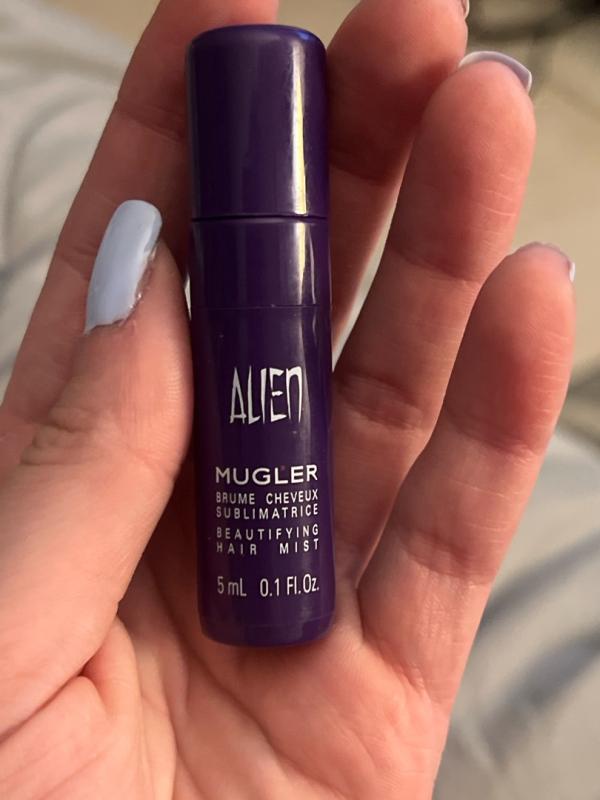 ALIEN
MUGLER
BRUME CHEVEUX
SUBLIMATRICE
BEAUTIFYING
HAIR MIST
5 mL 0.1 Fl.Oz.